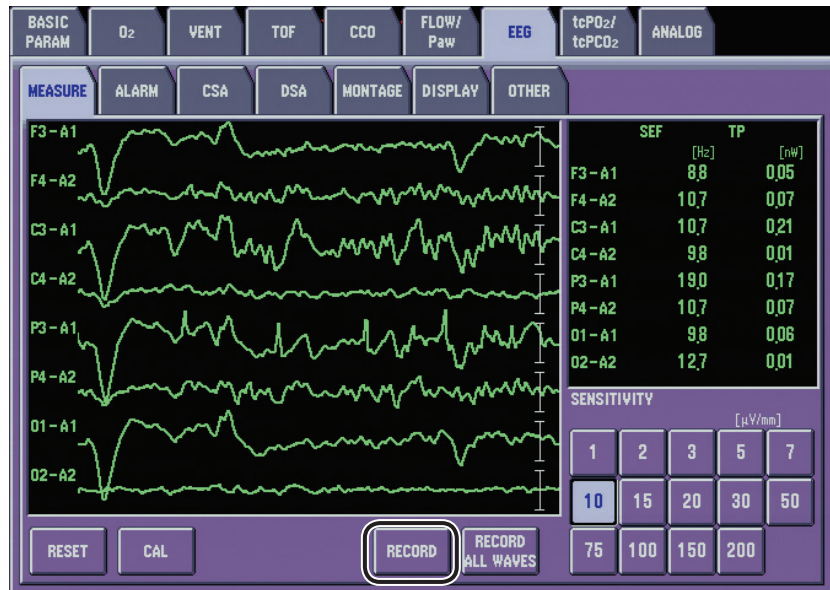 BASIC PARAM
O2
VENT
TOF
CCO
FLOW/ Paw
EEG
tcPO2/ tcPCO2
ANALOG
MEASURE
ALARM
CSA
DSA
MONTAGE
DISPLAY
OTHER
F3-A1
F4-A2
C3-A1
C4-A2
P3-A1
P4-A2
O1-A1
O2-A2
SEF TP
[Hz] [nW]
F3-A1 8.8 0.05
F4-A2 10.7 0.07
C3-A1 10.7 0.21
C4-A2 9.8 0.01
P3-A1 19.0 0.17
P4-A2 10.7 0.07
O1-A1 9.8 0.06
O2-A2 12.7 0.01
SENSITIVITY
[μV/mm]
1 2 3 5 7
10 15 20 30 50
75 100 150 200
RESET
CAL
RECORD
RECORD ALL WAVES